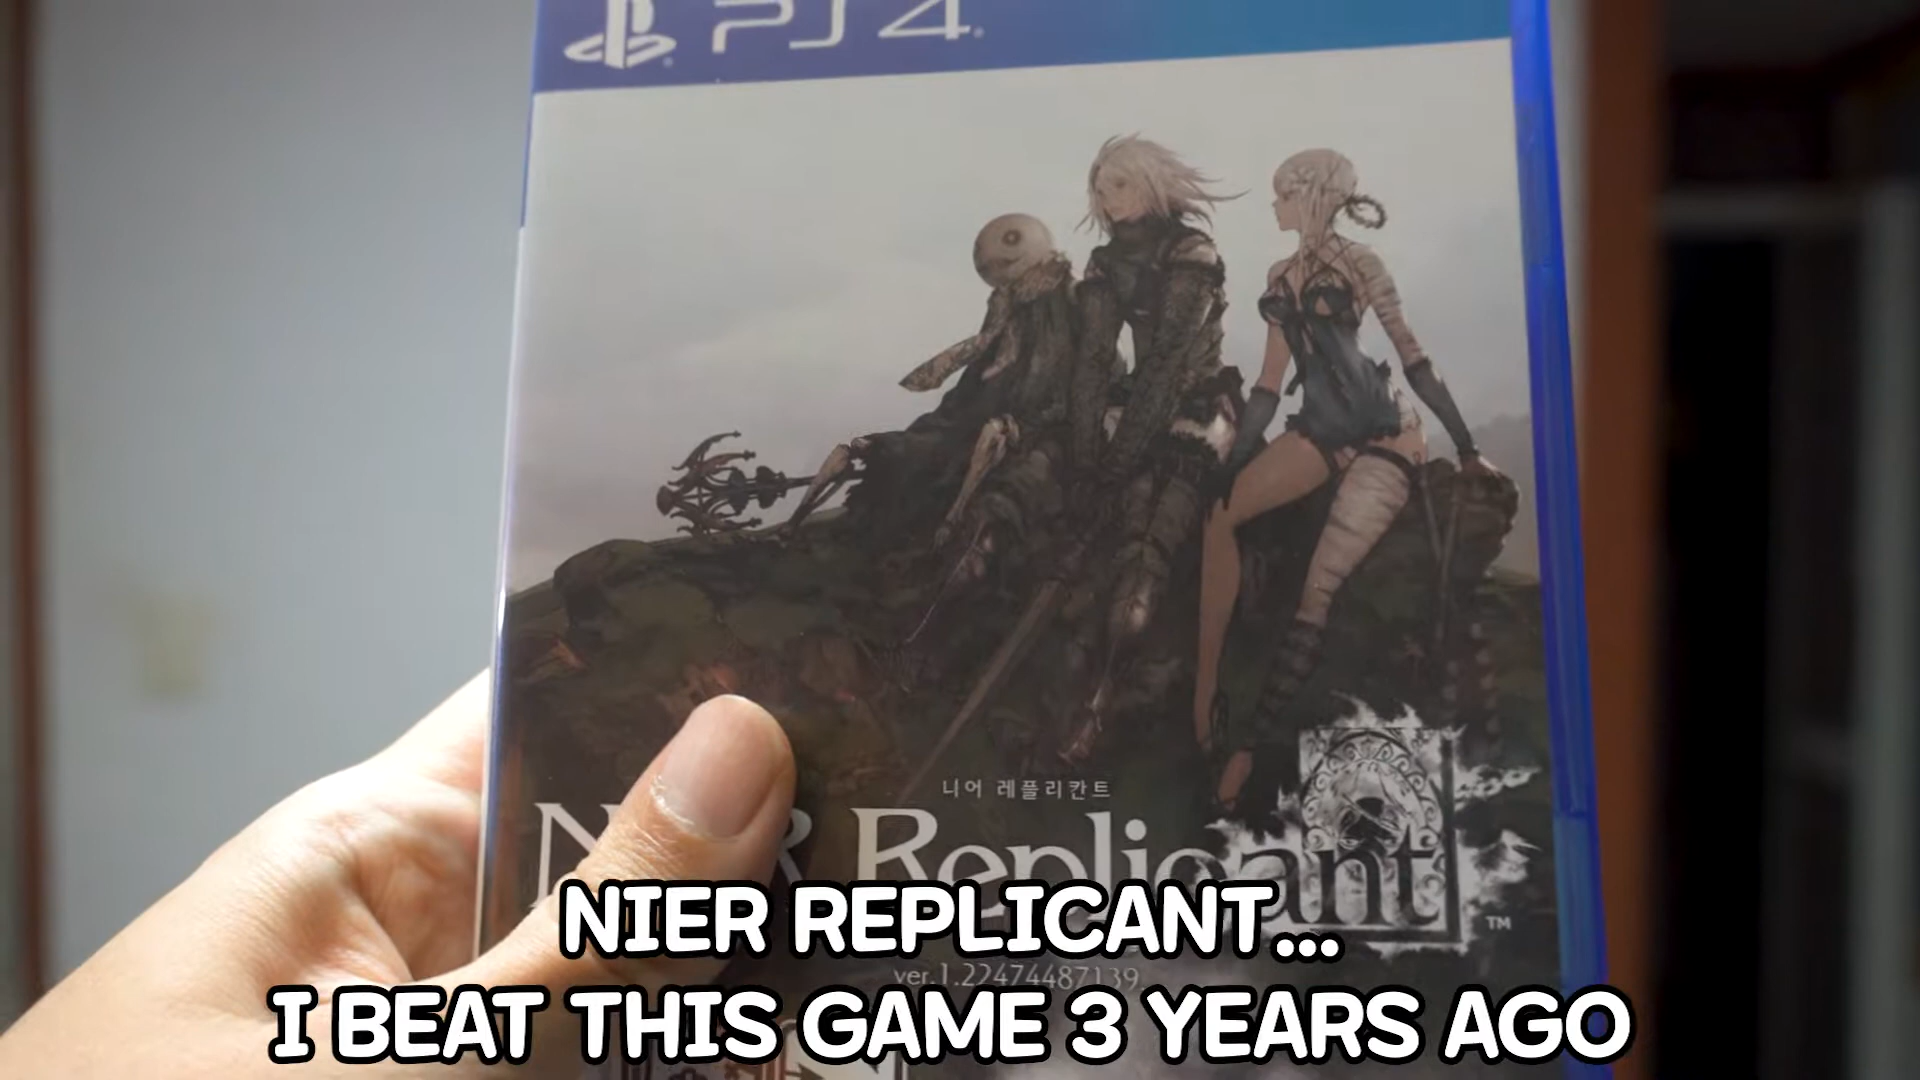 PS4
니어 레플리칸트
Replicant
TM
NIER REPLICANT...
ver.1.22474487139
I BEAT THIS GAME 3 YEARS AGO